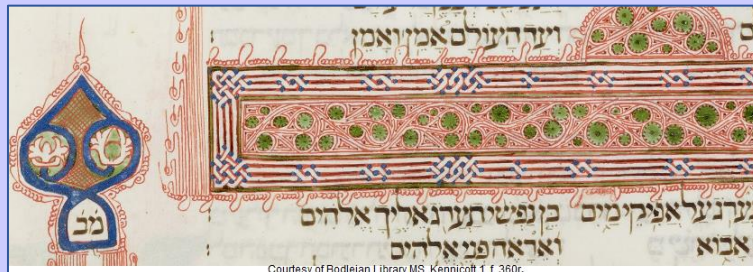 ועד העולם אמן ואמן
מב
על אפיקי מים כן נפשי תערג אליך אלהים
אבוא ואראה פני אלהים
Courtesy of Bodleian Library MS. Kennicott 1, f. 360r.